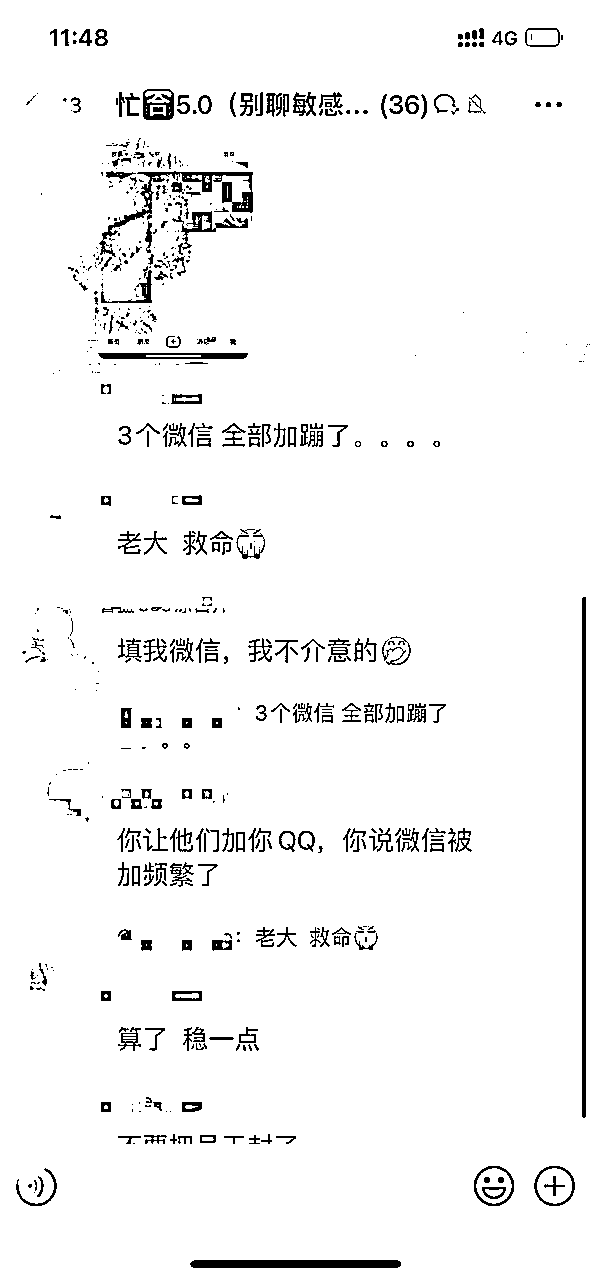 11:48
4G
忙盲5.0（别聊敏感... (36)
3个微信 全部加蹦了。。。。
老大 救命
填我微信，我不介意的
3个微信 全部加蹦了
。。
你让他们加你QQ，你说微信被
加频繁了
: 老大 救命
算了 稳一点